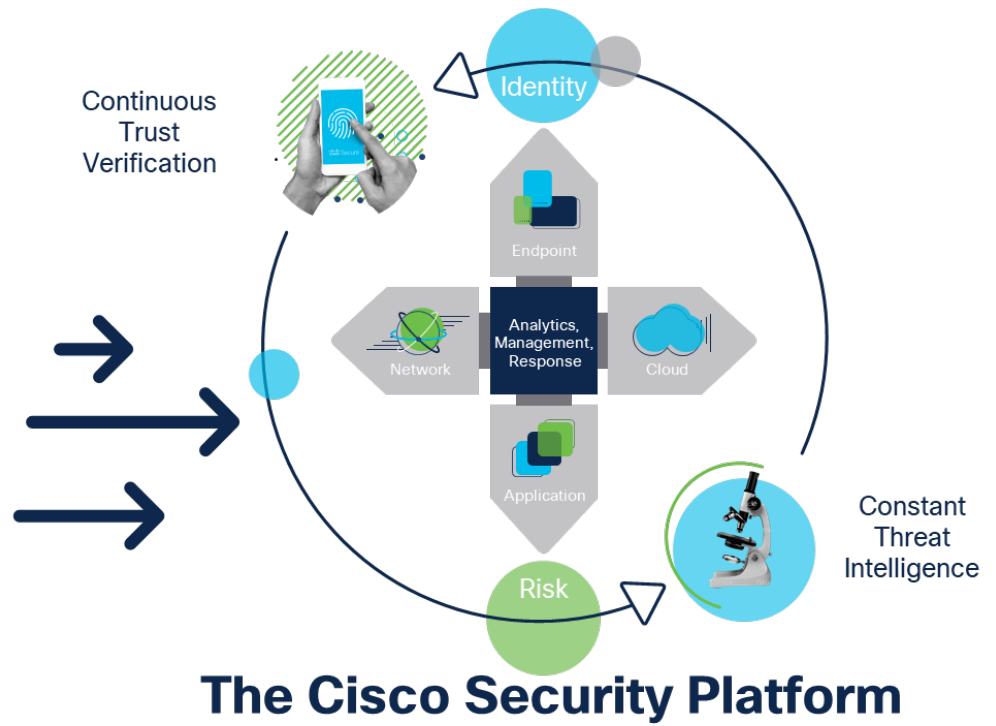 Identity
Continuous
Trust
Verification
Secure
Endpoint
Analytics,
Management,
Response
Network
Cloud
Application
Constant
Threat
Intelligence
Risk
The Cisco Security Platform